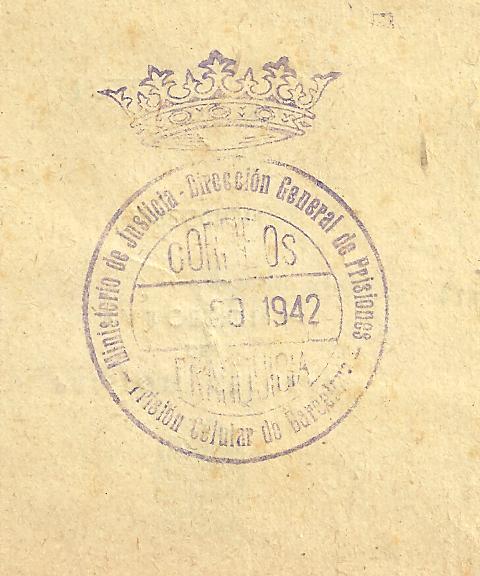 Ministerio de Justicia - Dirección General de Prisiones
CORREOS
1942
FRANQUICIA
Prisión Celular de Barcelona